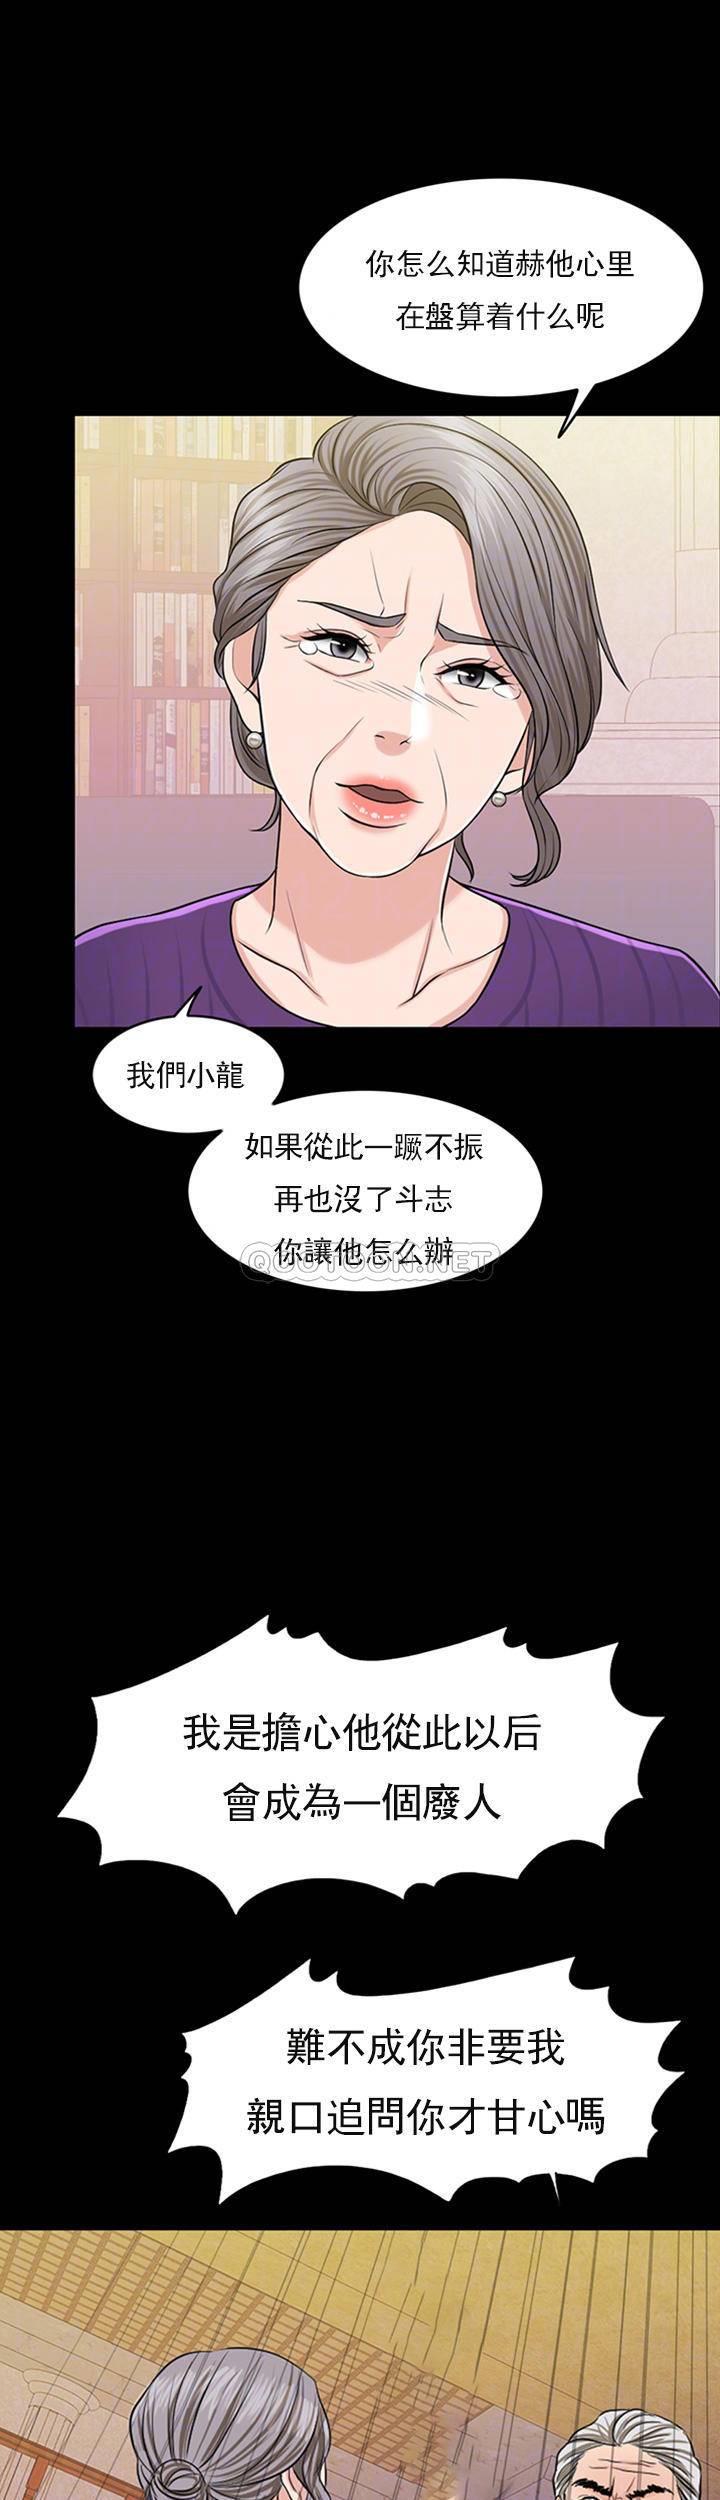 你怎么知道赫他心里
在盤算着什么呢
我們小龍
如果從此一蹶不振
再也沒了斗志
你讓他怎么辦
QUOTOON.NET
我是擔心他從此以后
會成為一個廢人
難不成你非要我
親口追問你才甘心嗎